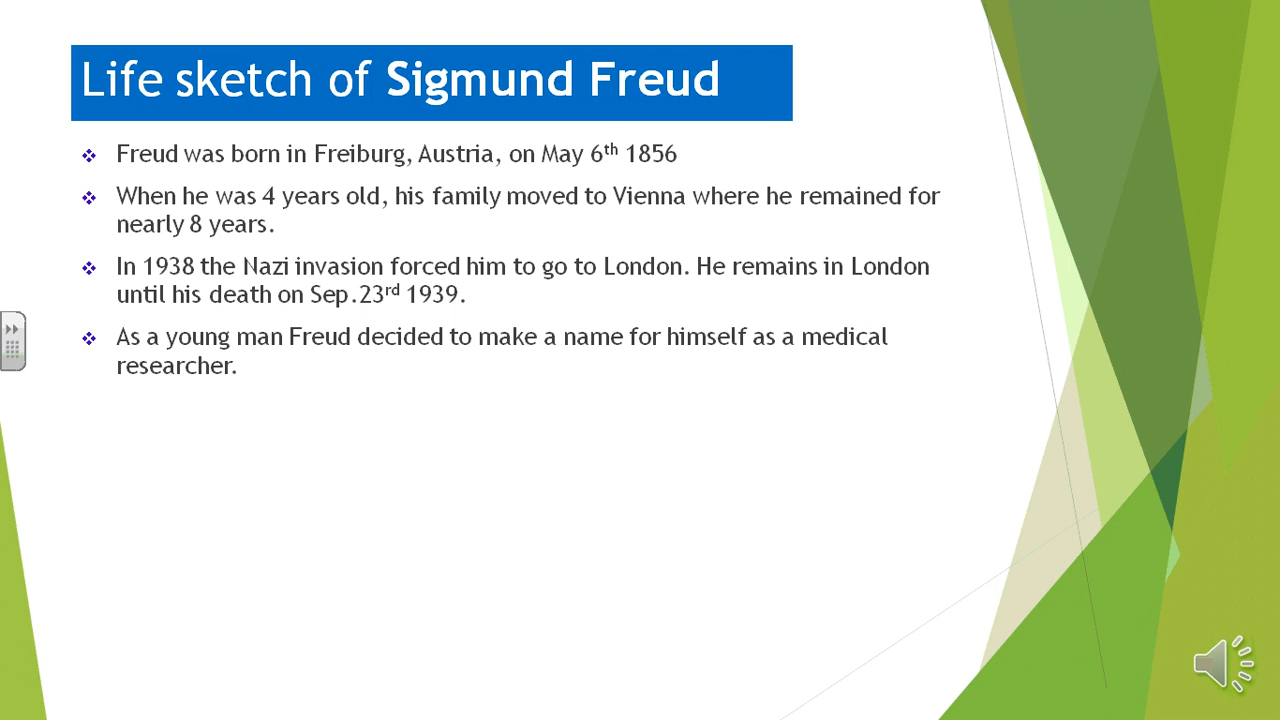 Life sketch of Sigmund Freud
Freud was born in Freiburg, Austria, on May 6th 1856
When he was 4 years old, his family moved to Vienna where he remained for
nearly 8 years.
In 1938 the Nazi invasion forced him to go to London. He remains in London
until his death on Sep.23rd 1939.
As a young man Freud decided to make a name for himself as a medical
researcher.